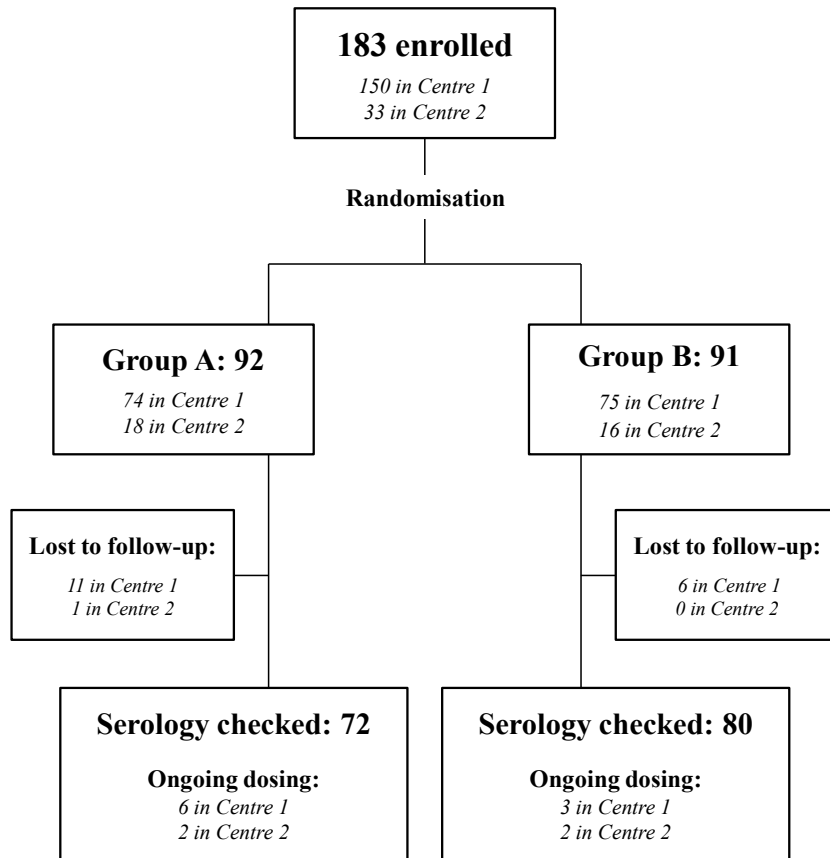 183 enrolled
150 in Centre 1
33 in Centre 2
Randomisation
Group A: 92
74 in Centre 1
18 in Centre 2
Group B: 91
75 in Centre 1
16 in Centre 2
Lost to follow-up:
11 in Centre 1
1 in Centre 2
Lost to follow-up:
6 in Centre 1
0 in Centre 2
Serology checked: 72
Ongoing dosing:
6 in Centre 1
2 in Centre 2
Serology checked: 80
Ongoing dosing:
3 in Centre 1
2 in Centre 2